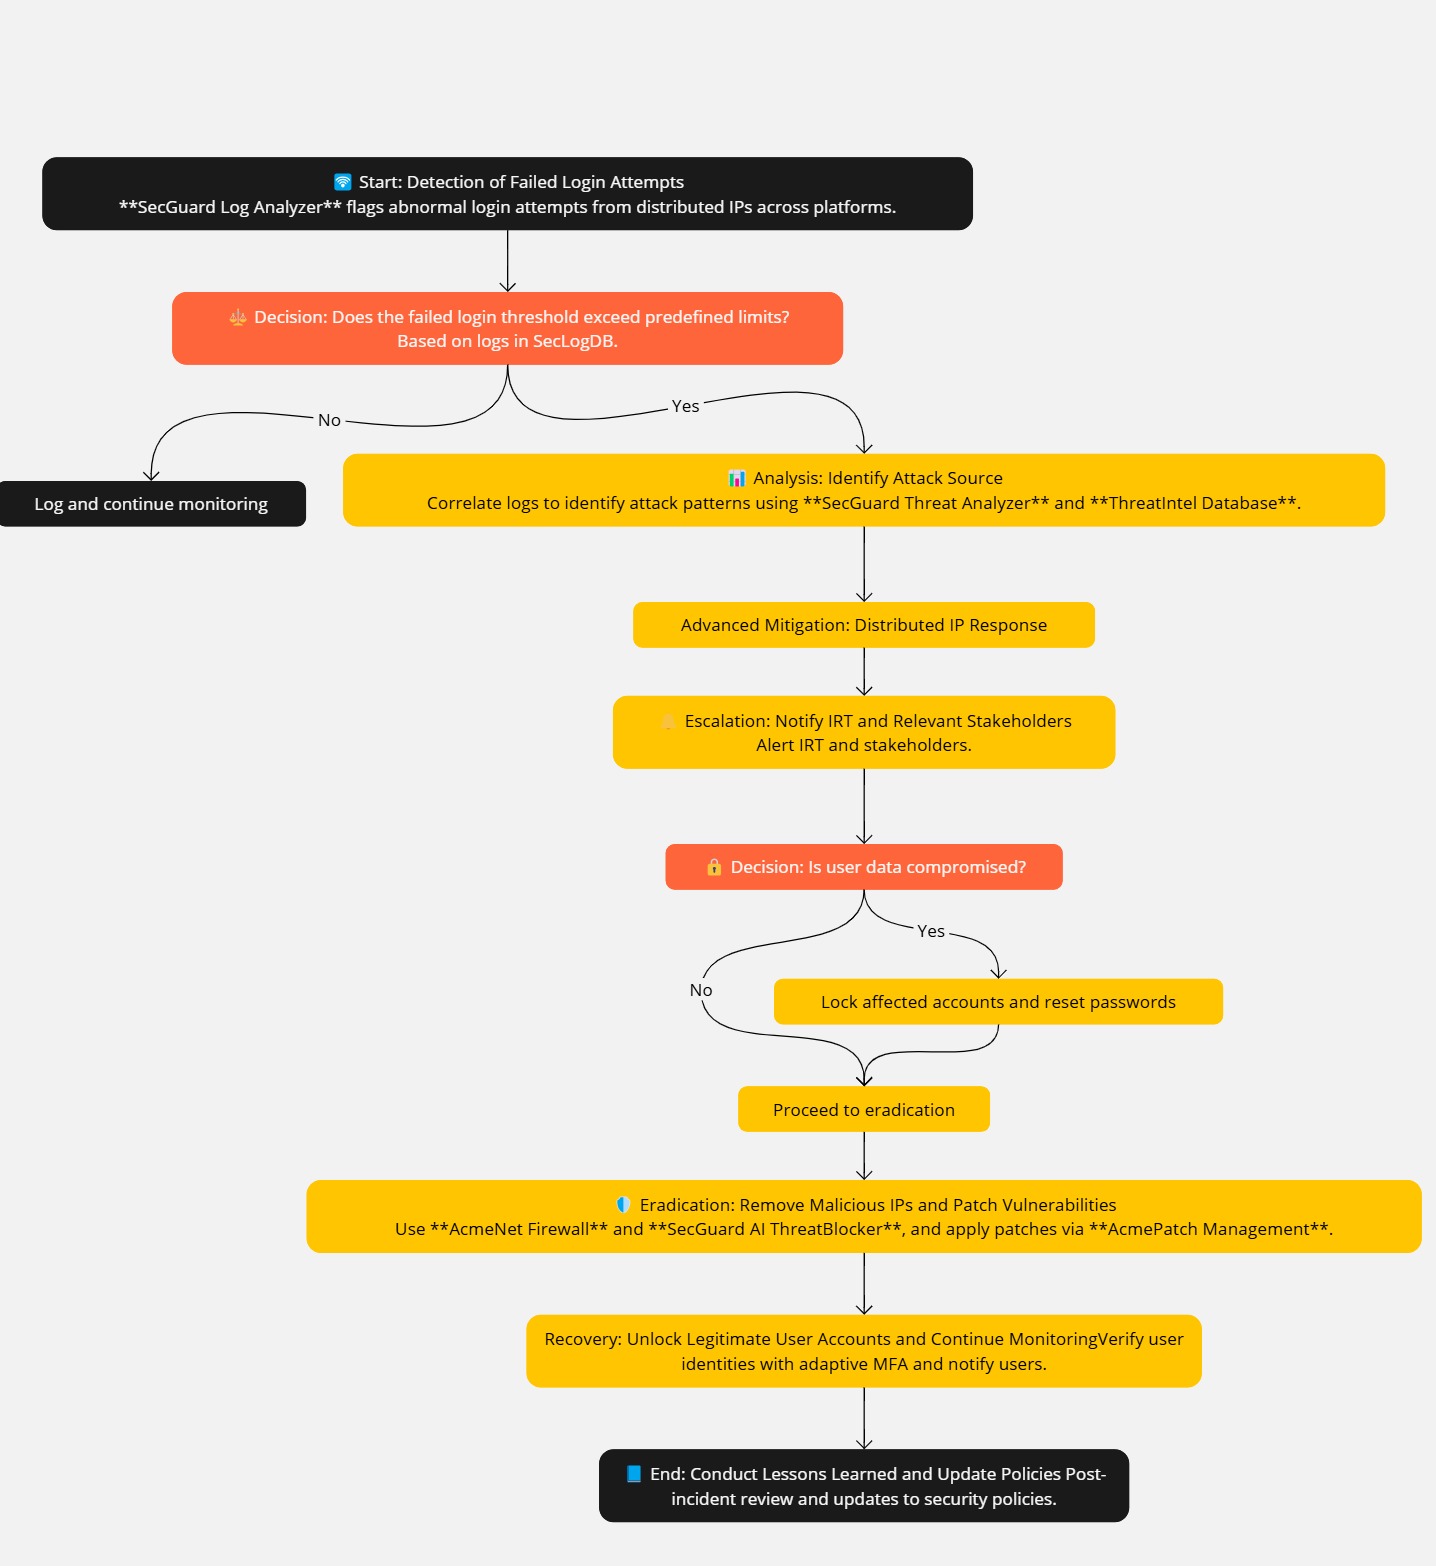 Start: Detection of Failed Login Attempts
**SecGuard Log Analyzer** flags abnormal login attempts from distributed IPs across platforms.
Decision: Does the failed login threshold exceed predefined limits?
Based on logs in SecLogDB.
No
Yes
Log and continue monitoring
Analysis: Identify Attack Source
Correlate logs to identify attack patterns using **SecGuard Threat Analyzer** and **ThreatIntel Database**.
Advanced Mitigation: Distributed IP Response
Escalation: Notify IRT and Relevant Stakeholders
Alert IRT and stakeholders.
Decision: Is user data compromised?
Yes
No
Lock affected accounts and reset passwords
Proceed to eradication
Eradication: Remove Malicious IPs and Patch Vulnerabilities
Use **AcmeNet Firewall** and **SecGuard AI ThreatBlocker**, and apply patches via **AcmePatch Management**.
Recovery: Unlock Legitimate User Accounts and Continue MonitoringVerify user
identities with adaptive MFA and notify users.
End: Conduct Lessons Learned and Update Policies Post-
incident review and updates to security policies.